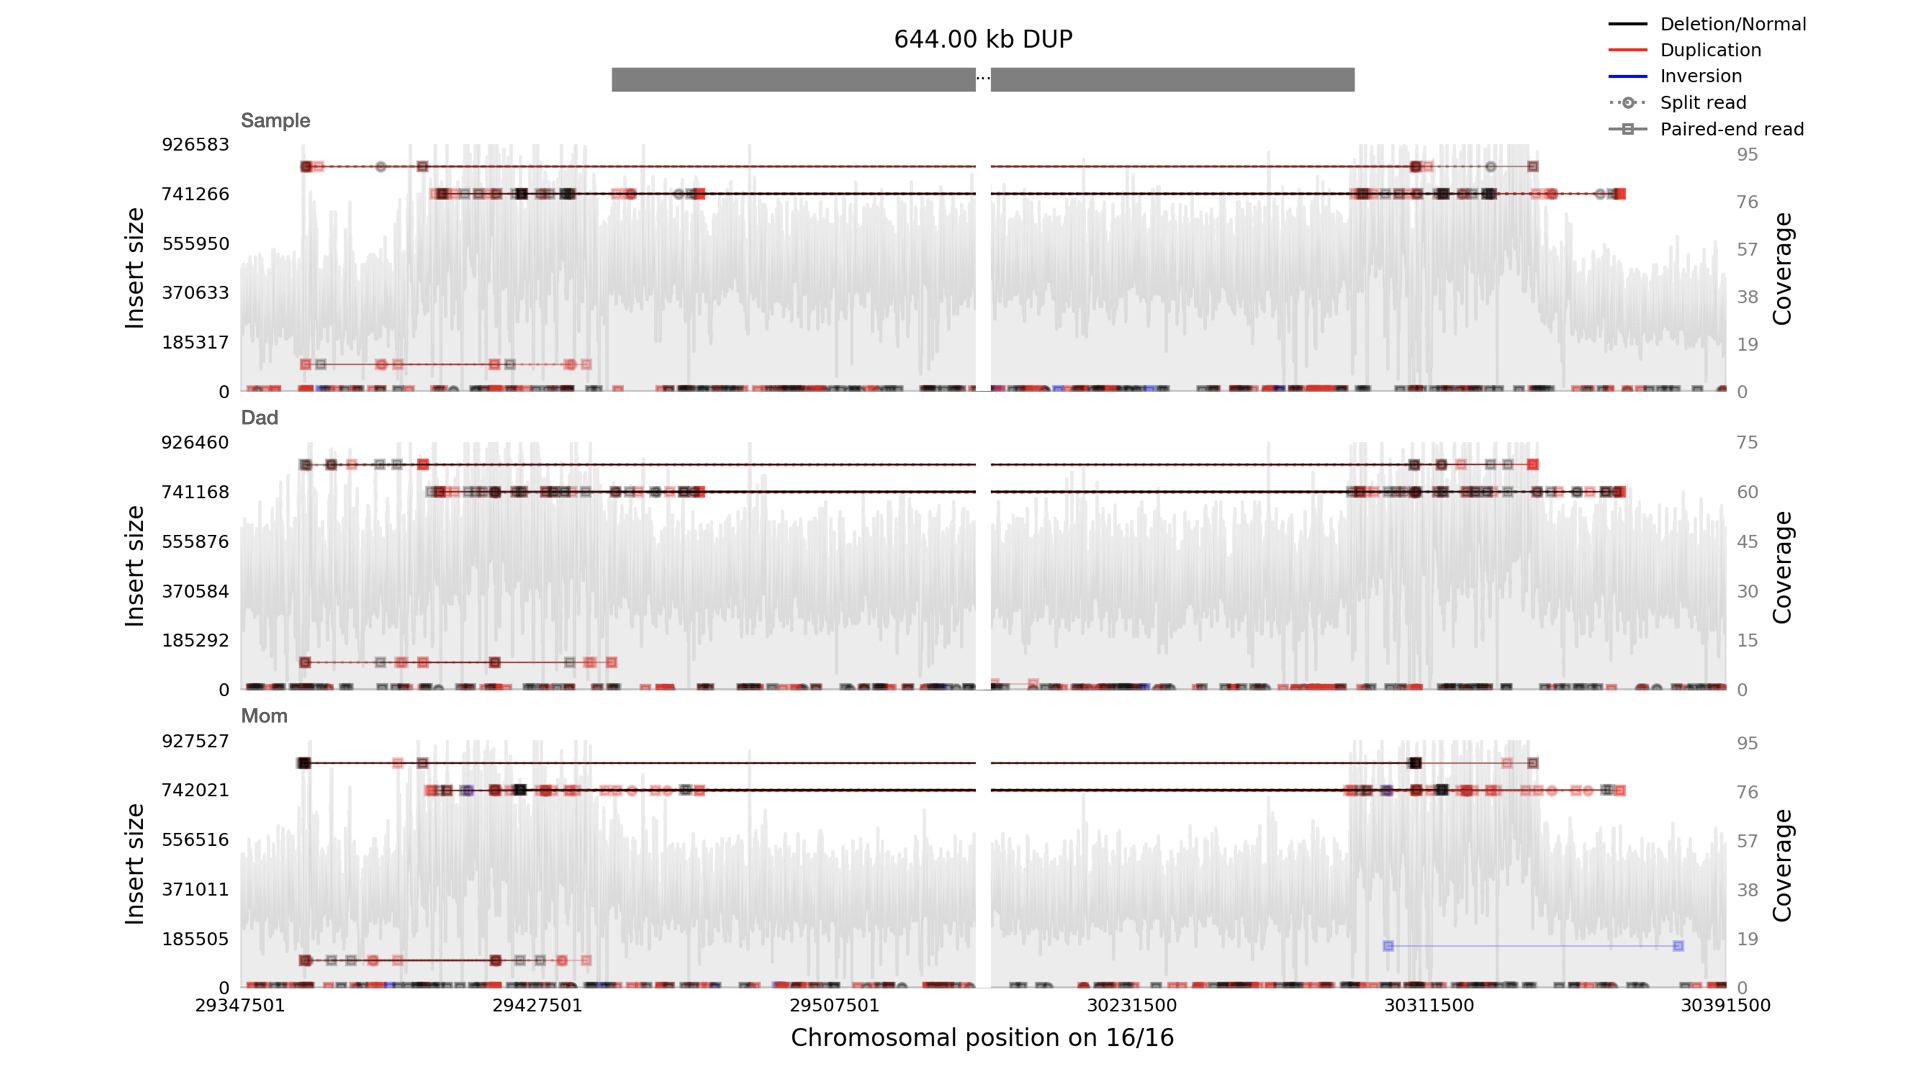 644.00 kb DUP
Deletion/Normal
Duplication
Inversion
Split read
Paired-end read
Sample
926583
741266
555950
370633
185317
0
Insert size
95
76
57
38
19
0
Coverage
Dad
926460
741168
555876
370584
185292
0
Insert size
75
60
45
30
15
0
Coverage
Mom
927527
742021
556516
371011
185505
0
Insert size
95
76
57
38
19
0
Coverage
29347501 29427501 29507501 30231500 30311500 30391500
Chromosomal position on 16/16